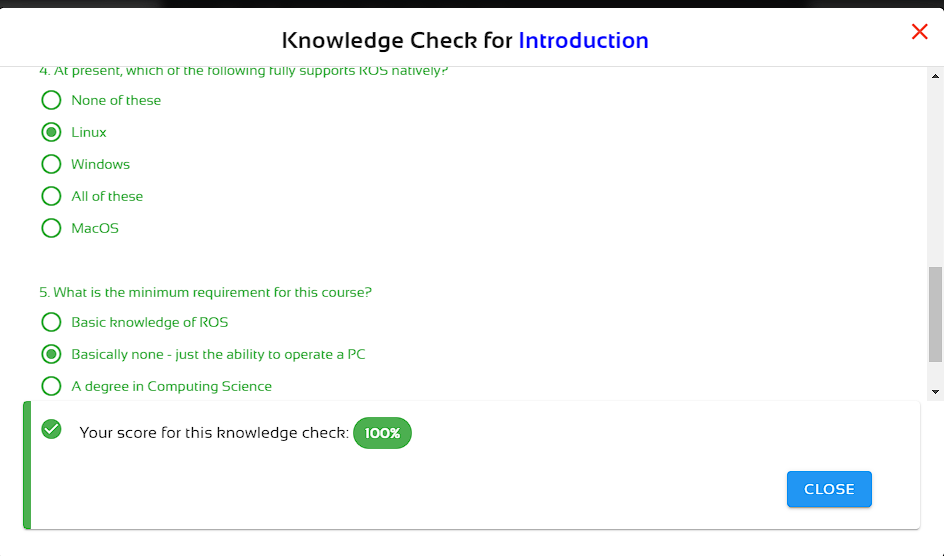 Knowledge Check for Introduction
4. At present, which of the following fully supports ROS natively?
None of these
Linux
Windows
All of these
MacOS
5. What is the minimum requirement for this course?
Basic knowledge of ROS
Basically none - just the ability to operate a PC
A degree in Computing Science
Your score for this knowledge check: 100%
CLOSE